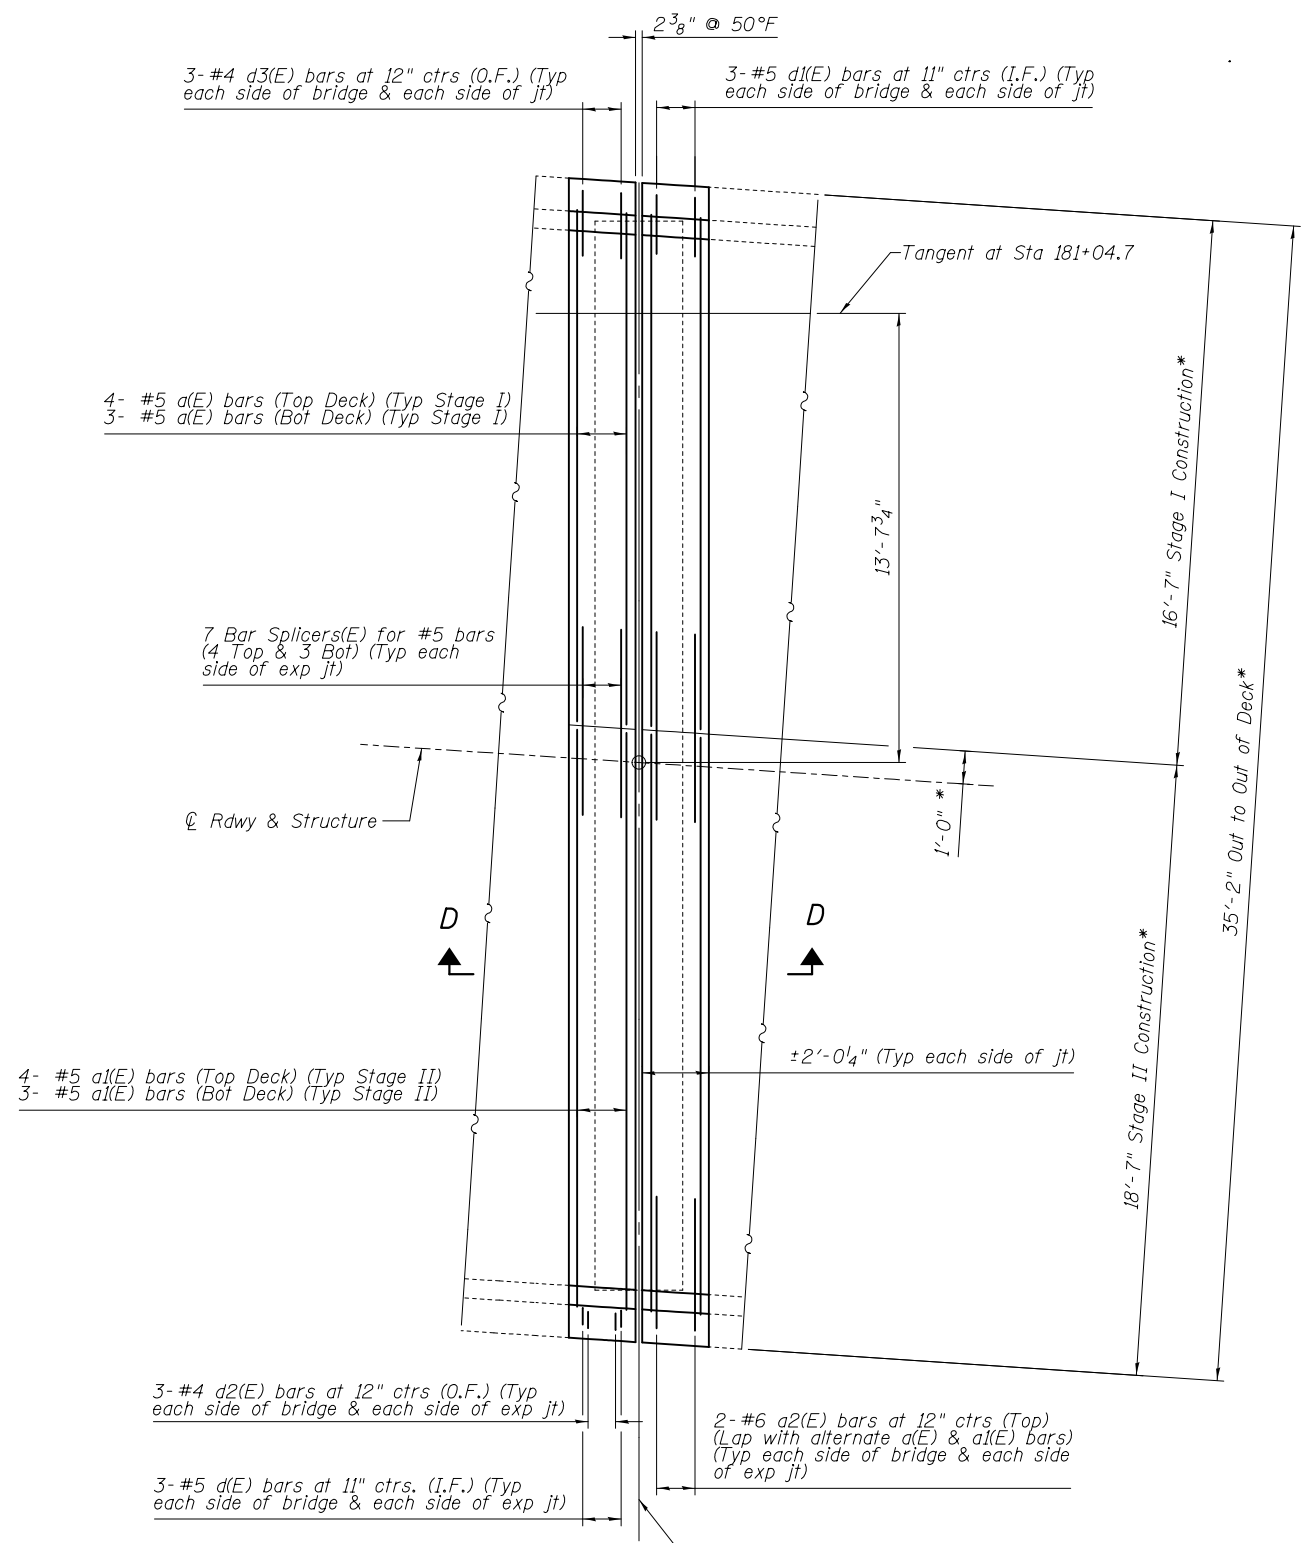 2 3/8" @ 50°F
3- #4 d3(E) bars at 12" ctrs (O.F.) (Typ
each side of bridge & each side of jt)
3- #5 d1(E) bars at 11" ctrs (I.F.) (Typ
each side of bridge & each side of jt)
Tangent at Sta 181+04.7
4- #5 a(E) bars (Top Deck) (Typ Stage I)
3- #5 a(E) bars (Bot Deck) (Typ Stage I)
16'-7" Stage I Construction*
13'-7 3/4"
7 Bar Splicers(E) for #5 bars
(4 Top & 3 Bot) (Typ each
side of exp jt)
35'-2" Out to Out of Deck*
℄ Rdwy & Structure
1'-0" *
D
D
18'-7" Stage II Construction*
±2'-0 1/4" (Typ each side of jt)
4- #5 a1(E) bars (Top Deck) (Typ Stage II)
3- #5 a1(E) bars (Bot Deck) (Typ Stage II)
3- #4 d2(E) bars at 12" ctrs (O.F.) (Typ
each side of bridge & each side of exp jt)
2- #6 a2(E) bars at 12" ctrs (Top)
(Lap with alternate a(E) & a1(E) bars)
(Typ each side of bridge & each side
of exp jt)
3- #5 d(E) bars at 11" ctrs. (I.F.) (Typ
each side of bridge & each side of exp jt)